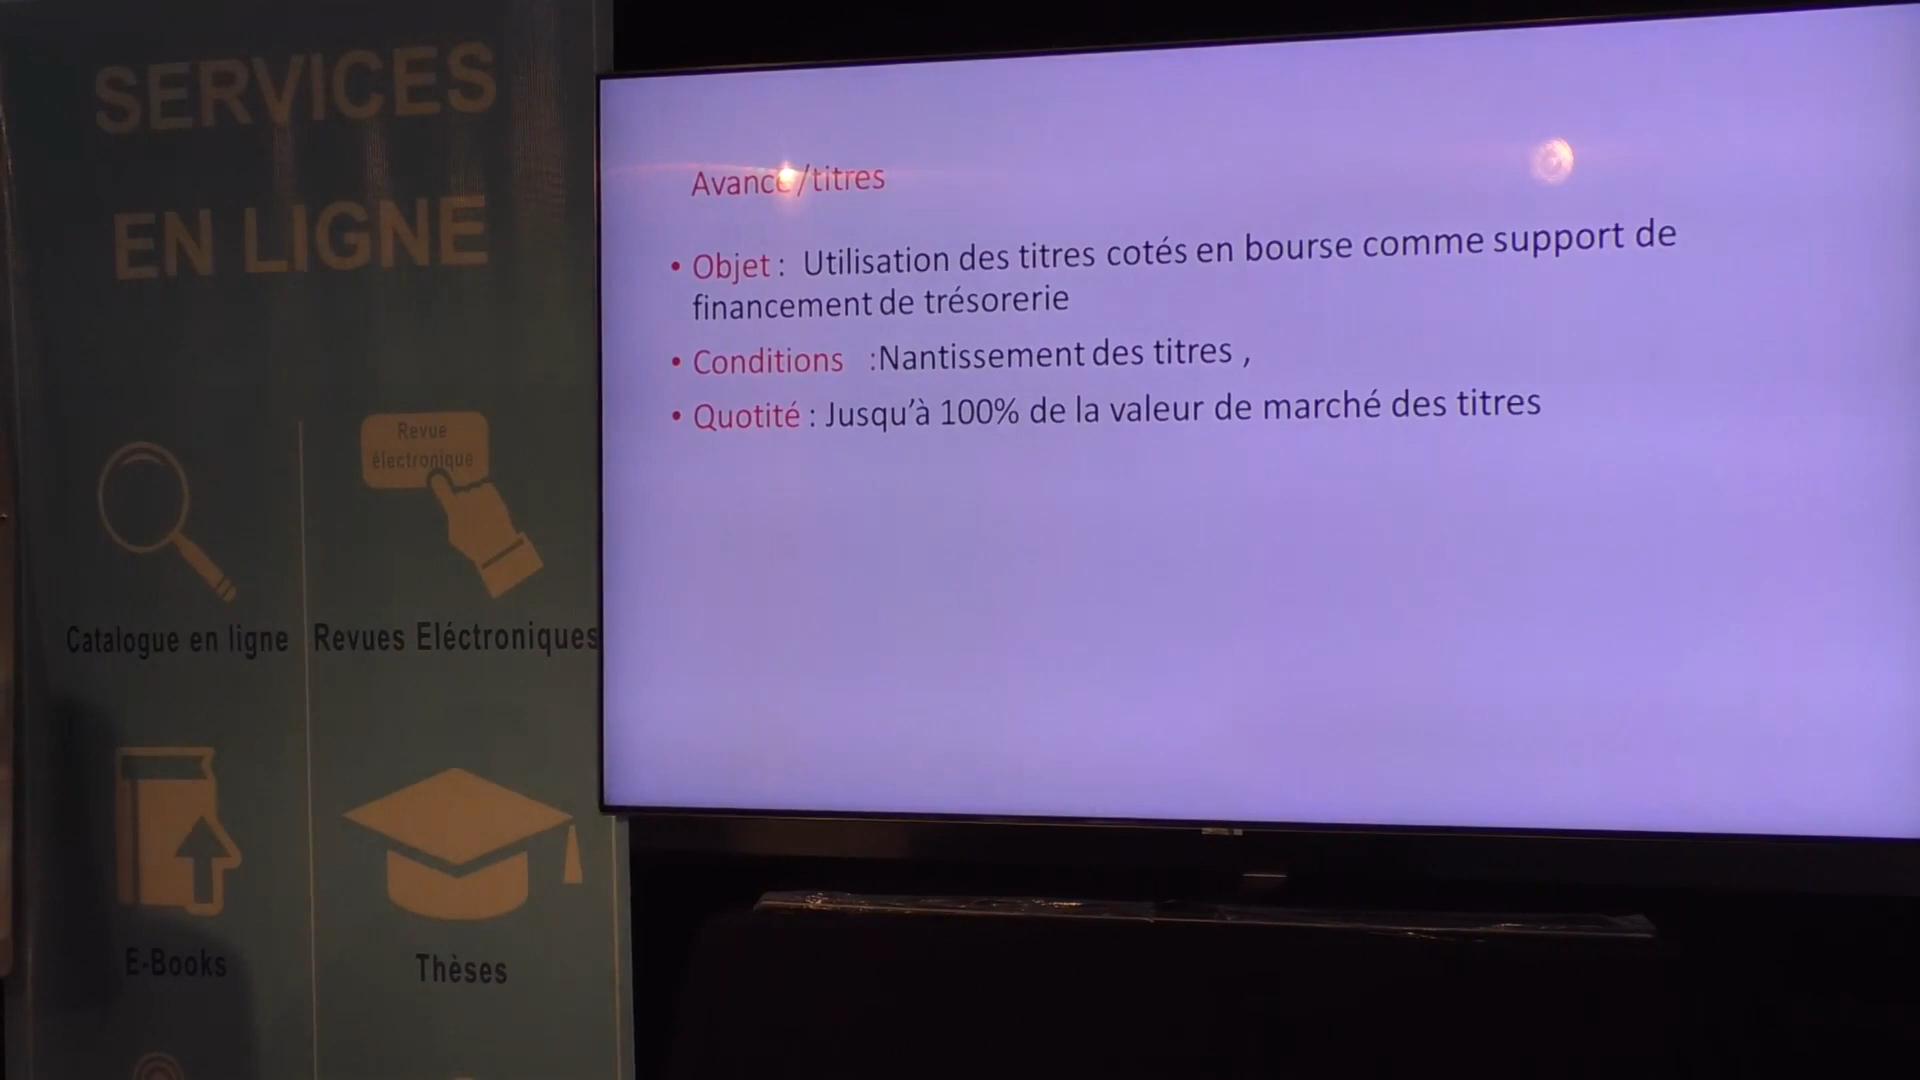 SERVICES
EN LIGNE
Revue
électronique
Catalogue en ligne
Revues Eléctroniques
E-Books
Thèses
Avance/titres
• Objet : Utilisation des titres cotés en bourse comme support de
financement de trésorerie
• Conditions :Nantissement des titres ,
• Quotité : Jusqu'à 100% de la valeur de marché des titres